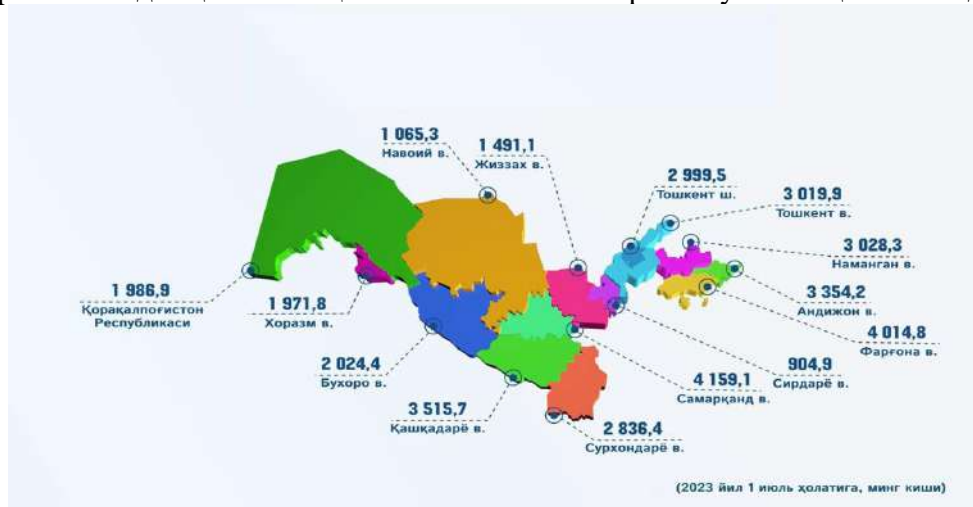 1 065,3
Навоий в.
1 491,1
Жиззах в.
2 999,5
Тошкент ш.
3 019,9
Тошкент в.
3 028,3
Наманган в.
3 354,2
Андижон в.
4 014,8
Фарғона в.
1 986,9
Қорақалпоғистон
Республикаси
1 971,8
Хоразм в.
2 024,4
Бухоро в.
3 515,7
Қашқадарё в.
2 836,4
Сурхондарё в.
4 159,1
Самарқанд в.
904,9
Сирдарё в.
(2023 йил 1 июль ҳолатига, минг киши)